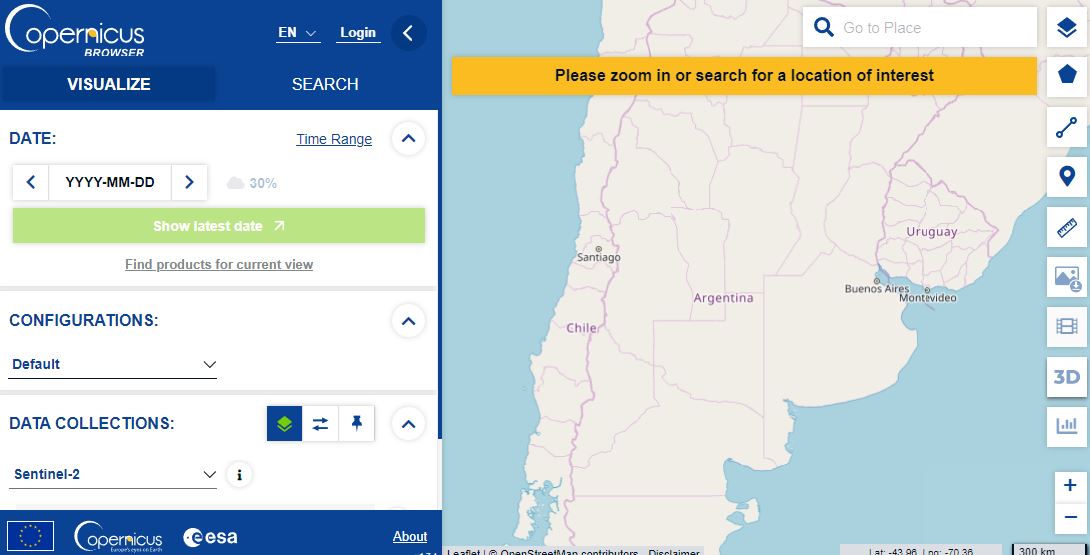 Copernicus
BROWSER
EN
Login
VISUALIZE
SEARCH
DATE:
Time Range
YYYY-MM-DD
30%
Show latest date
Find products for current view
CONFIGURATIONS:
Default
DATA COLLECTIONS:
Sentinel-2
i
Copernicus
Europe's eyes on Earth
esa
About
Go to Place
Please zoom in or search for a location of interest
Uruguay
Santiago
Buenos Aires
Montevideo
Argentina
Chile
3D
+
−
Leaflet | © OpenStreetMap contributors
Disclaimer
Lat: -43.96
300 km